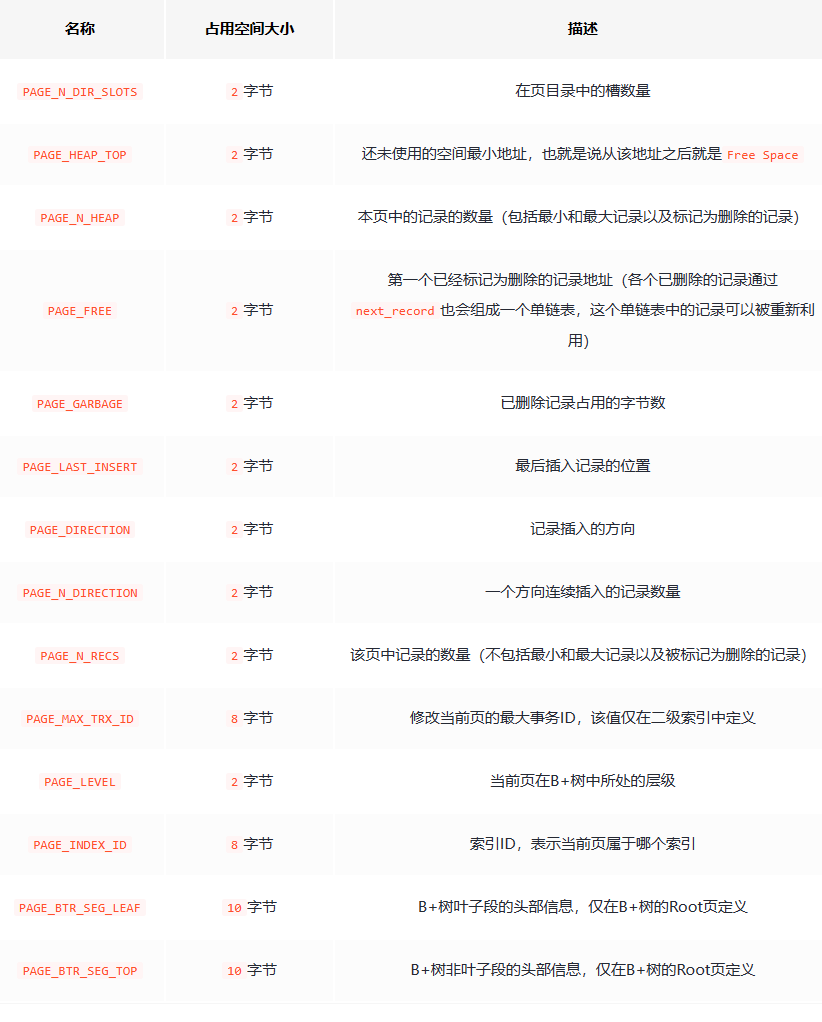 名称 占用空间大小 描述
PAGE_N_DIR_SLOTS 2 字节 在页目录中的槽数量
PAGE_HEAP_TOP 2 字节 还未使用的空间最小地址，也就是说从该地址之后就是 Free Space
PAGE_N_HEAP 2 字节 本页中的记录的数量（包括最小和最大记录以及标记为删除的记录）
第一个已经标记为删除的记录地址（各个已删除的记录通过
PAGE_FREE 2 字节 next_record 也会组成一个单链表，这个单链表中的记录可以被重新利
用）
PAGE_GARBAGE 2 字节 已删除记录占用的字节数
PAGE_LAST_INSERT 2 字节 最后插入记录的位置
PAGE_DIRECTION 2 字节 记录插入的方向
PAGE_N_DIRECTION 2 字节 一个方向连续插入的记录数量
PAGE_N_RECS 2 字节 该页中记录的数量（不包括最小和最大记录以及被标记为删除的记录）
PAGE_MAX_TRX_ID 8 字节 修改当前页的最大事务ID，该值仅在二级索引中定义
PAGE_LEVEL 2 字节 当前页在B+树中所处的层级
PAGE_INDEX_ID 8 字节 索引ID，表示当前页属于哪个索引
PAGE_BTR_SEG_LEAF 10 字节 B+树叶子段的头部信息，仅在B+树的Root页定义
PAGE_BTR_SEG_TOP 10 字节 B+树非叶子段的头部信息，仅在B+树的Root页定义